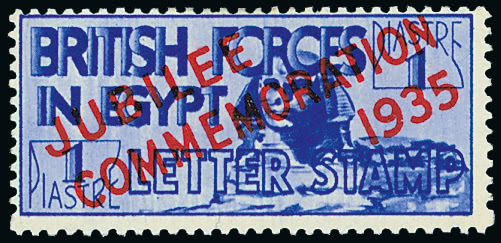 BRITISH FORCES
IN EGYPT
PIASTRE
1
JUBILEE
COMMEMORATION
1935
1
PIASTRE
LETTER STAMP